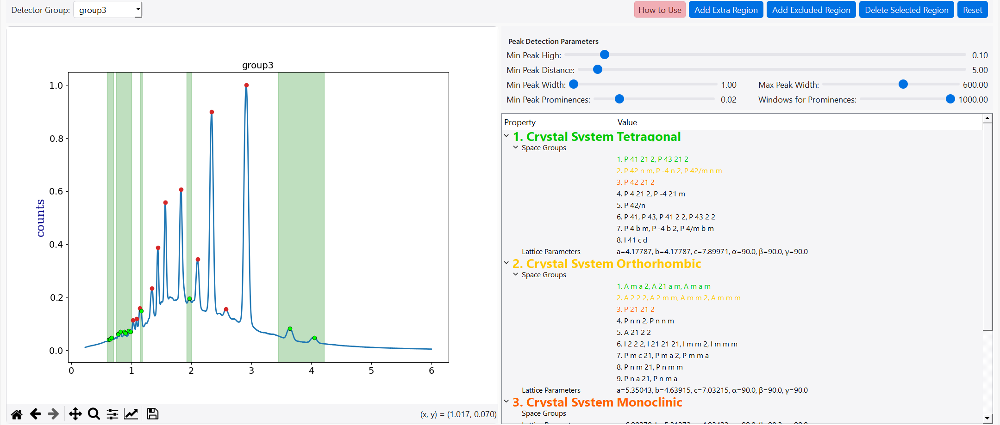 Detector Group: group3 How to Use Add Extra Region Add Excluded Region Delete Selected Region Reset
group3
counts
1.0
0.8
0.6
0.4
0.2
0.0
0 1 2 3 4 5 6
(x, y) = (1.017, 0.070)
Peak Detection Parameters
Min Peak High: 0.10
Min Peak Distance: 5.00
Min Peak Width: 1.00 Max Peak Width: 600.00
Min Peak Prominences: 0.02 Windows for Prominences: 1000.00
Property Value
1. Crystal System Tetragonal
Space Groups
1. P 41 21 2, P 43 21 2
2. P 42 n m, P -4 n 2, P 42/m n m
3. P 42 21 2
4. P 4 21 2, P -4 21 m
5. P 42/n
6. P 41, P 43, P 41 2 2, P 43 2 2
7. P 4 b m, P -4 b 2, P 4/m b m
8. I 41 c d
Lattice Parameters a=4.17787, b=4.17787, c=7.89971, α=90.0, β=90.0, γ=90.0
2. Crystal System Orthorhombic
Space Groups
1. A m a 2, A 21 a m, A m a m
2. A 2 2 2, A 2 m m, A m m 2, A m m m
3. P 21 21 2
4. P n n 2, P n n m
5. A 21 2 2
6. I 2 2 2, I 21 21 21, I m m 2, I m m m
7. P m c 21, P m a 2, P m m a
8. P n m 21, P n m m
9. P n a 21, P n m a
Lattice Parameters a=5.35043, b=4.63915, c=7.03215, α=90.0, β=90.0, γ=90.0
3. Crystal System Monoclinic
Space Groups